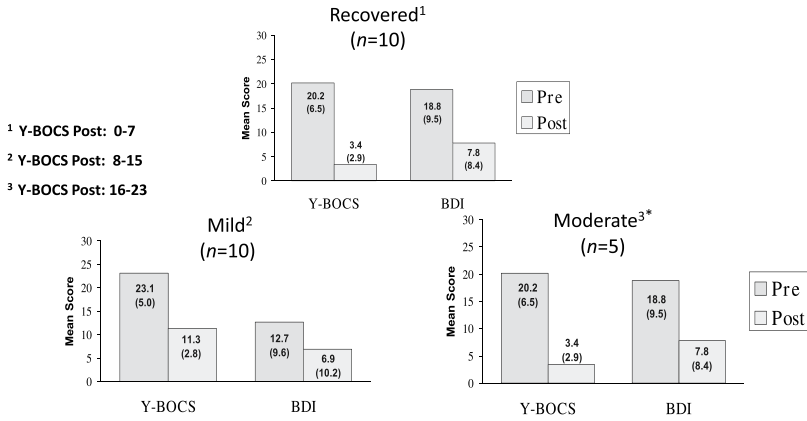 Recovered¹
(n=10)
30
25
20
15
10
5
0
Mean Score
20.2
(6.5)
3.4
(2.9)
18.8
(9.5)
7.8
(8.4)
Y-BOCS
BDI
Pre
Post
¹ Y-BOCS Post: 0-7
² Y-BOCS Post: 8-15
³ Y-BOCS Post: 16-23
Mild²
(n=10)
30
25
20
15
10
5
0
Mean Score
23.1
(5.0)
11.3
(2.8)
12.7
(9.6)
6.9
(10.2)
Y-BOCS
BDI
Moderate³*
(n=5)
30
25
20
15
10
5
0
Mean Score
20.2
(6.5)
3.4
(2.9)
18.8
(9.5)
7.8
(8.4)
Y-BOCS
BDI
Pre
Post